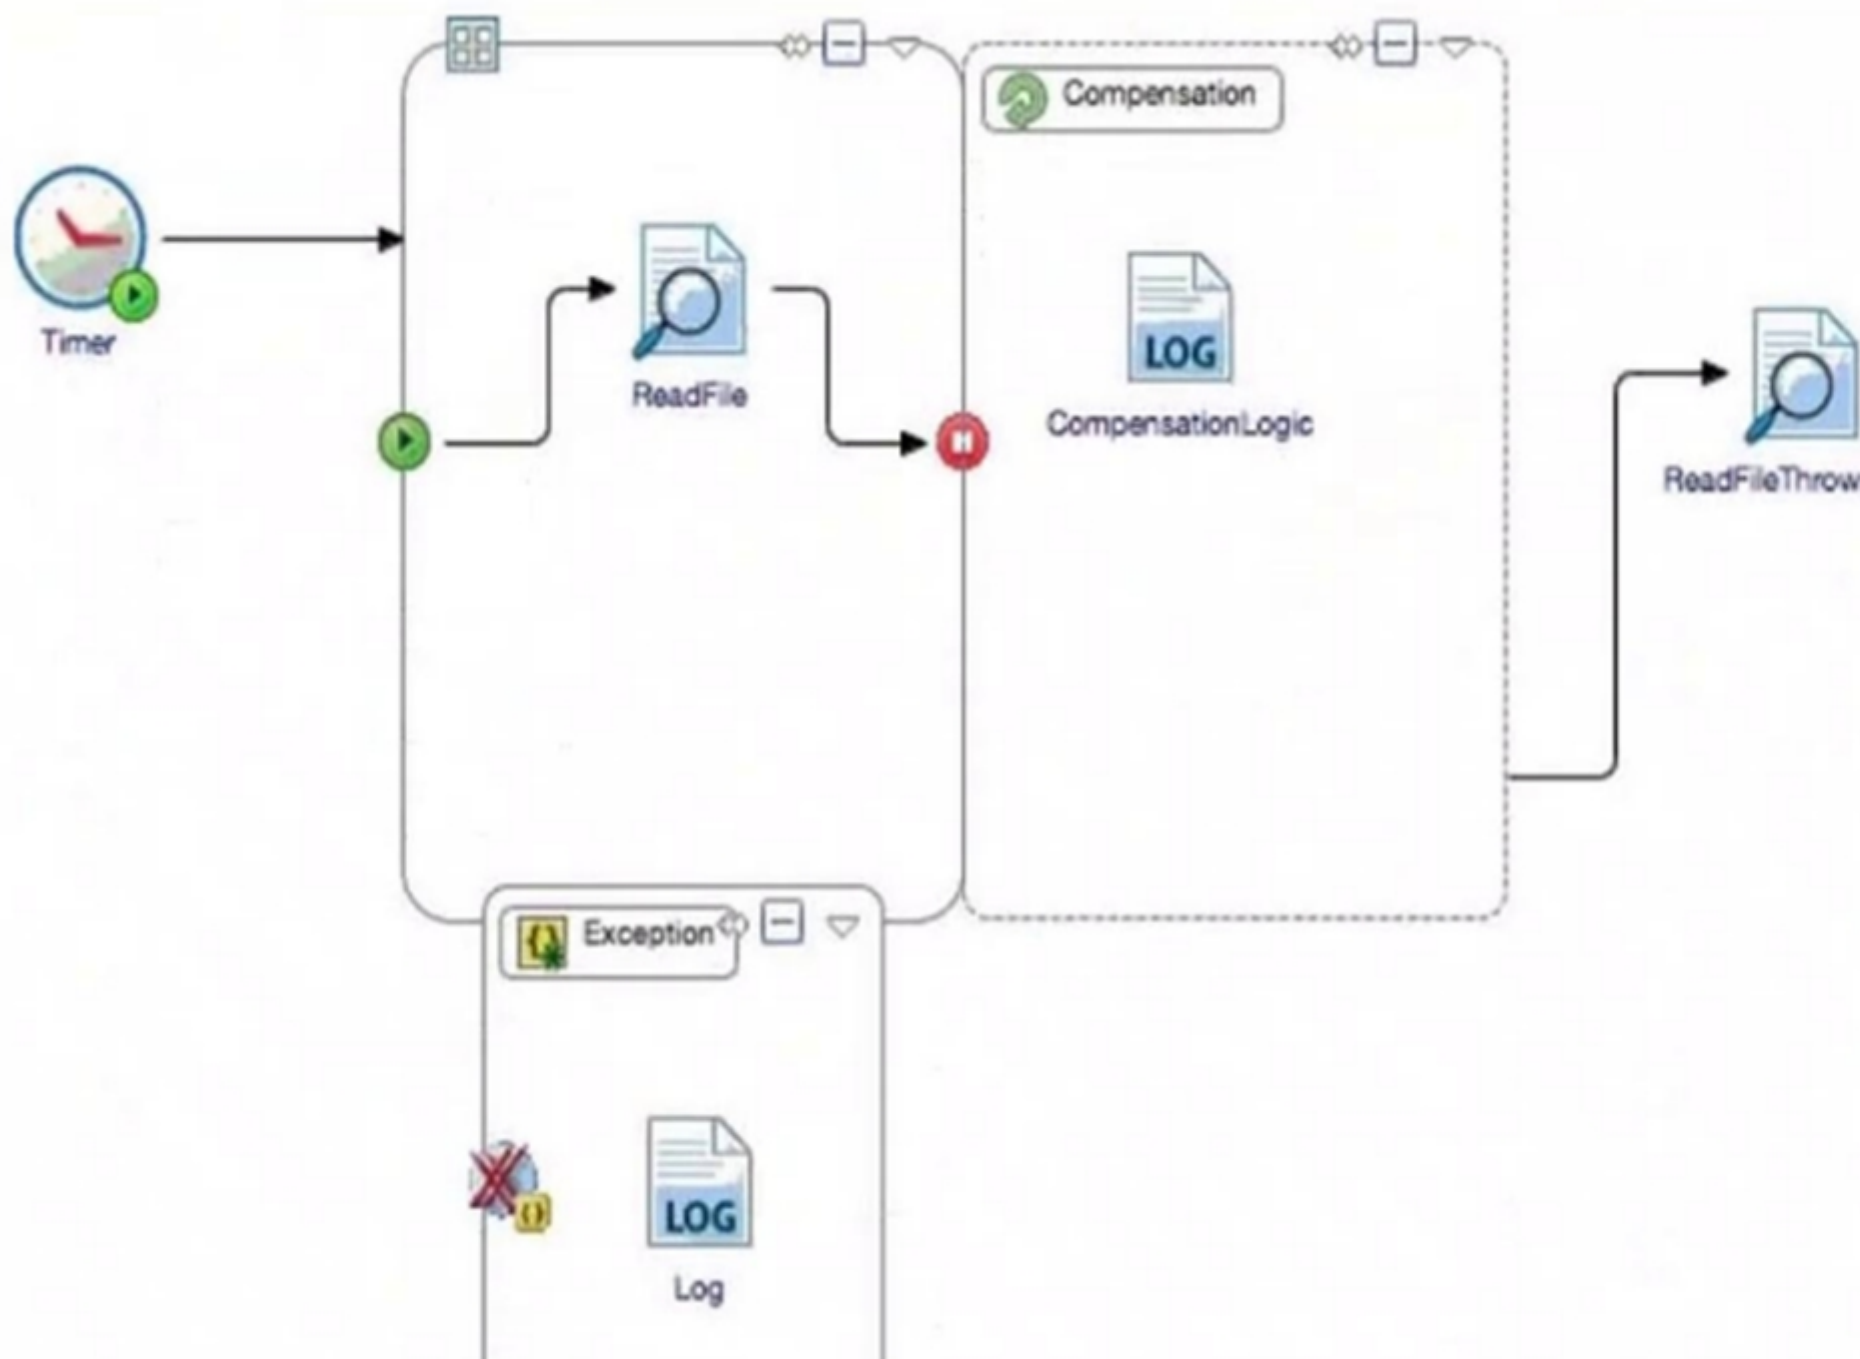 Compensation
Timer
ReadFile
LOG
CompensationLogic
ReadFileThrow
Exception
LOG
Log